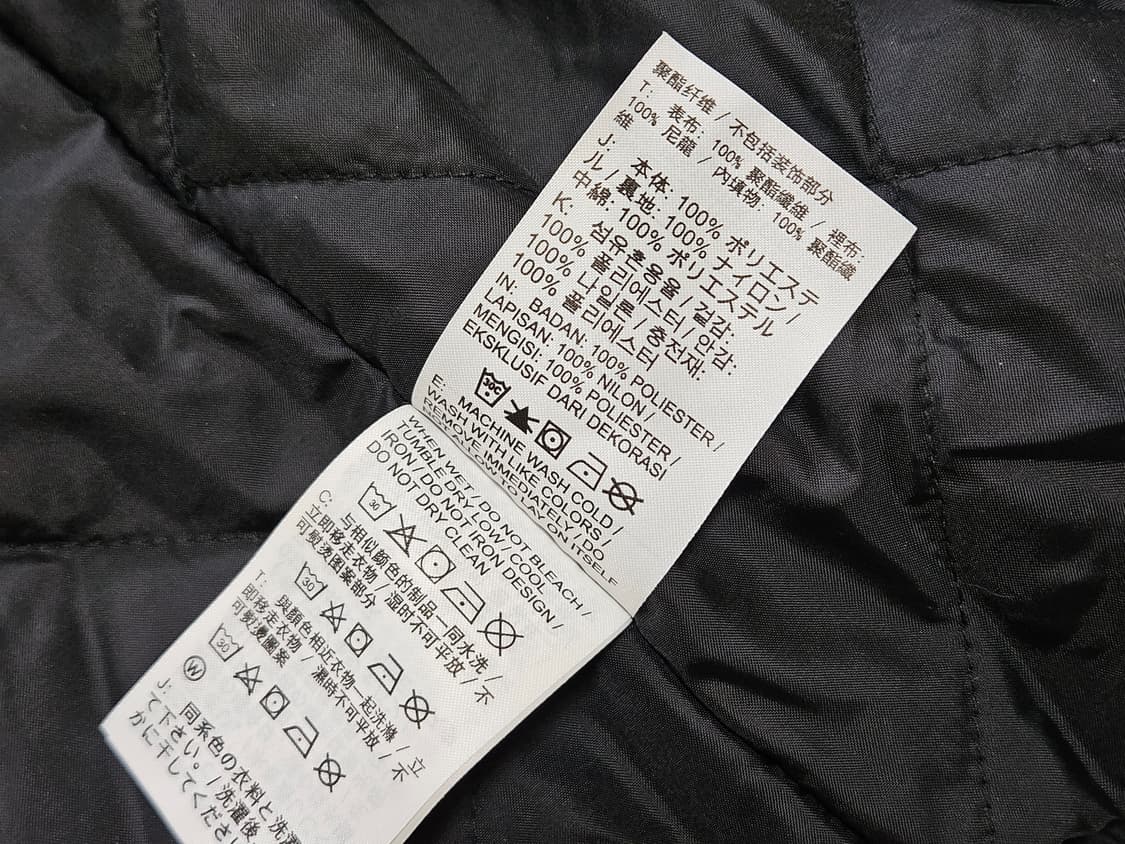 聚酯纤维 / 不包括装饰部分
T: 表布: 100% 聚酯纖維 / 裡布:
100% 尼龍 / 內填物: 100% 聚酯纖
維
J: 本体: 100% ポリエステ
ル / 裏地: 100% ナイロン /
中綿: 100% ポリエステル
K: 섬유혼용율 / 겉감:
100% 폴리에스터 / 안감:
100% 나일론 / 충전재:
100% 폴리에스터
IN: BADAN: 100% POLIESTER /
LAPISAN: 100% NILON /
MENGISI: 100% POLIESTER /
EKSKLUSIF DARI DEKORASI
30C
E: MACHINE WASH COLD /
WASH WITH LIKE COLORS /
REMOVE IMMEDIATELY / DO
NOT ALLOW TO LAY ON ITSELF
WHEN WET / DO NOT BLEACH /
TUMBLE DRY LOW / COOL
IRON / DO NOT IRON DESIGN /
DO NOT DRY CLEAN
30
C: 与相似颜色的制品一同水洗 /
立即移走衣物 / 湿时不可平放 / 不
可熨烫图案部分
30
T: 與顏色相近衣物一起洗滌 / 立
即移走衣物 / 濕時不可平放 / 不
可熨燙圖案
30
W
J: 同系色の衣料と洗濯
て下さい。/ 洗濯後、
かに干してくださ